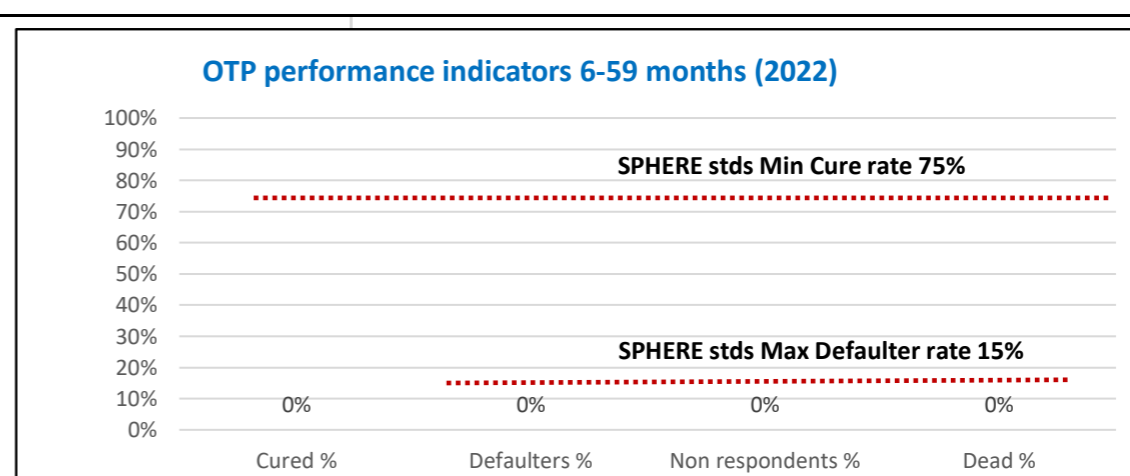 OTP performance indicators 6-59 months (2022)
100%
90%
SPHERE stds Min Cure rate 75%
80%
70%
60%
50%
40%
30%
SPHERE stds Max Defaulter rate 15%
20%
10%
0% 0% 0% 0%
0%
Cured % Defaulters % Non respondents % Dead %